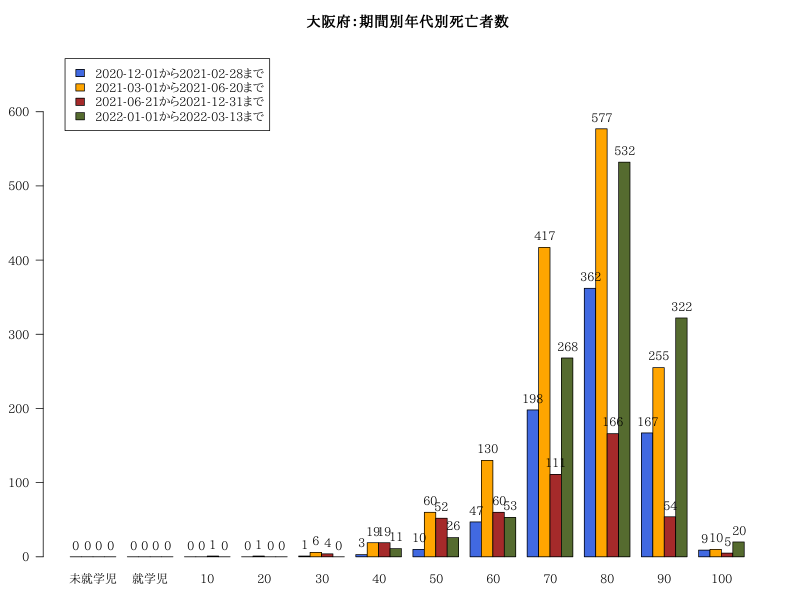 大阪府：期間別年代別死亡者数
2020-12-01から2021-02-28まで
2021-03-01から2021-06-20まで
2021-06-21から2021-12-31まで
2022-01-01から2022-03-13まで
600
500
400
300
200
100
0
0 0 0 0
0 0 0 0
0 0 1 0
0 1 0 0
1 6 4 0
3 19 19 11
10 60 52 26
47 130 60 53
198 417 111 268
362 577 166 532
167 255 54 322
9 10 5 20
未就学児 就学児 10 20 30 40 50 60 70 80 90 100